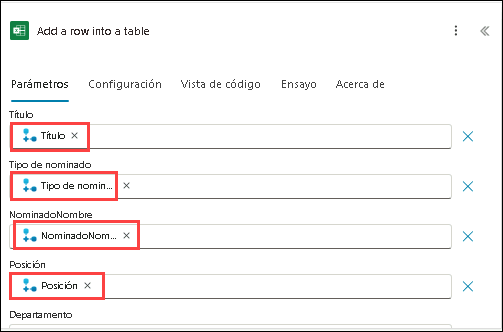 Add a row into a table
Parámetros Configuración Vista de código Ensayo Acerca de
Título
Título
Tipo de nominado
Tipo de nomin...
NominadoNombre
NominadoNom...
Posición
Posición
Departamento